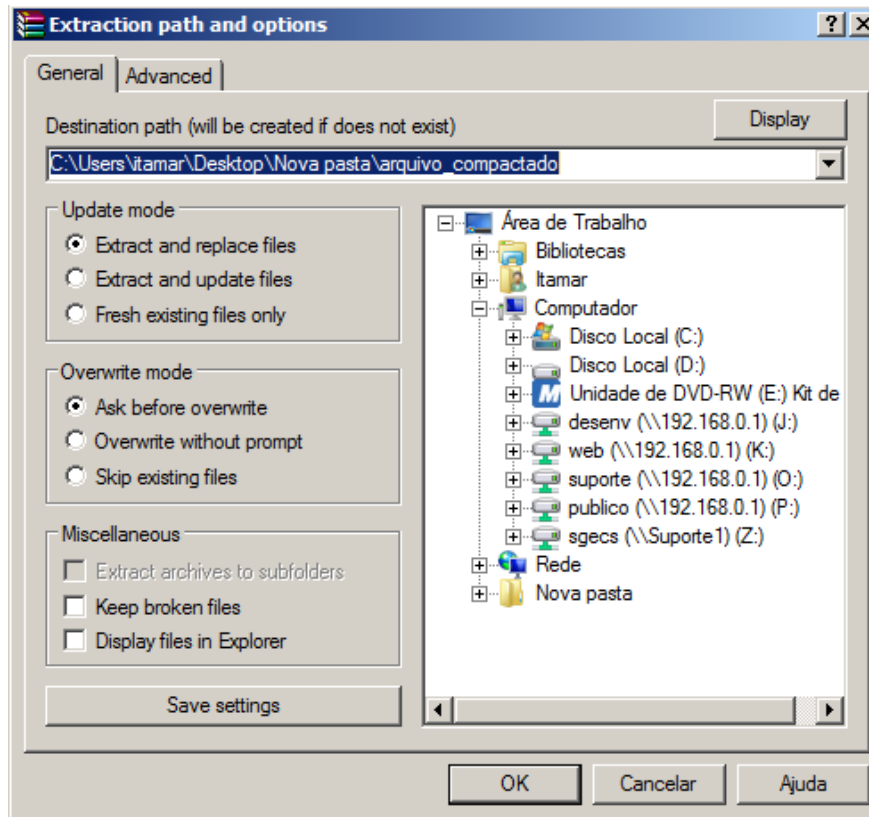 Extraction path and options
General
Advanced
Destination path (will be created if does not exist)
Display
C:\Users\itamar\Desktop\Nova pasta\arquivo_compactado
Update mode
Extract and replace files
Extract and update files
Fresh existing files only
Overwrite mode
Ask before overwrite
Overwrite without prompt
Skip existing files
Miscellaneous
Extract archives to subfolders
Keep broken files
Display files in Explorer
Save settings
Área de Trabalho
Bibliotecas
Itamar
Computador
Disco Local (C:)
Disco Local (D:)
Unidade de DVD-RW (E:) Kit de
desenv (\\192.168.0.1) (J:)
web (\\192.168.0.1) (K:)
suporte (\\192.168.0.1) (O:)
publico (\\192.168.0.1) (P:)
sgecs (\\Suporte1) (Z:)
Rede
Nova pasta
OK
Cancelar
Ajuda